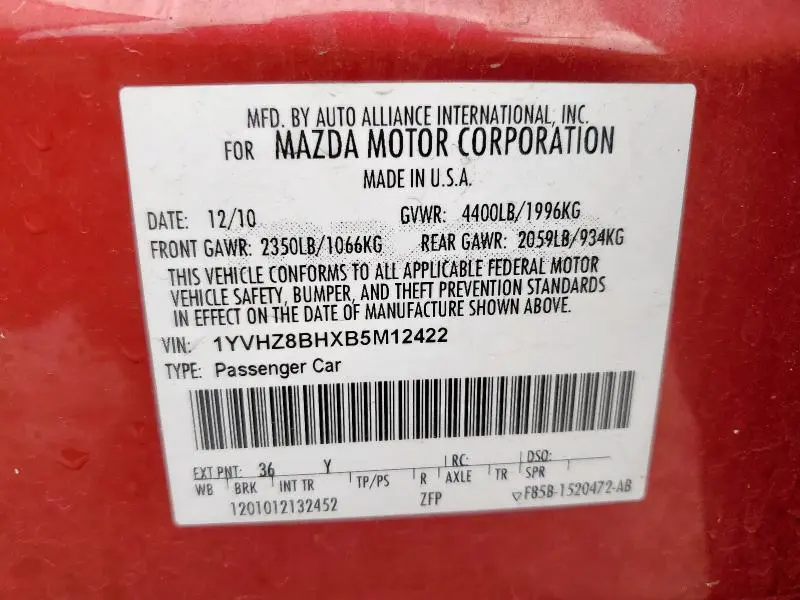 MFD. BY AUTO ALLIANCE INTERNATIONAL, INC.
FOR MAZDA MOTOR CORPORATION
MADE IN U.S.A.
DATE: 12/10 GVWR: 4400LB/1996KG
FRONT GAWR: 2350LB/1066KG REAR GAWR: 2059LB/934KG
THIS VEHICLE CONFORMS TO ALL APPLICABLE FEDERAL MOTOR
VEHICLE SAFETY, BUMPER, AND THEFT PREVENTION STANDARDS
IN EFFECT ON THE DATE OF MANUFACTURE SHOWN ABOVE.
VIN: 1YVHZ8BHXB5M12422
TYPE: Passenger Car
EXT PNT: 36 Y RC: DSO:
WB BRK INT TR TP/PS R AXLE TR SPR
1201012132452 ZFP F85B-1520472-AB